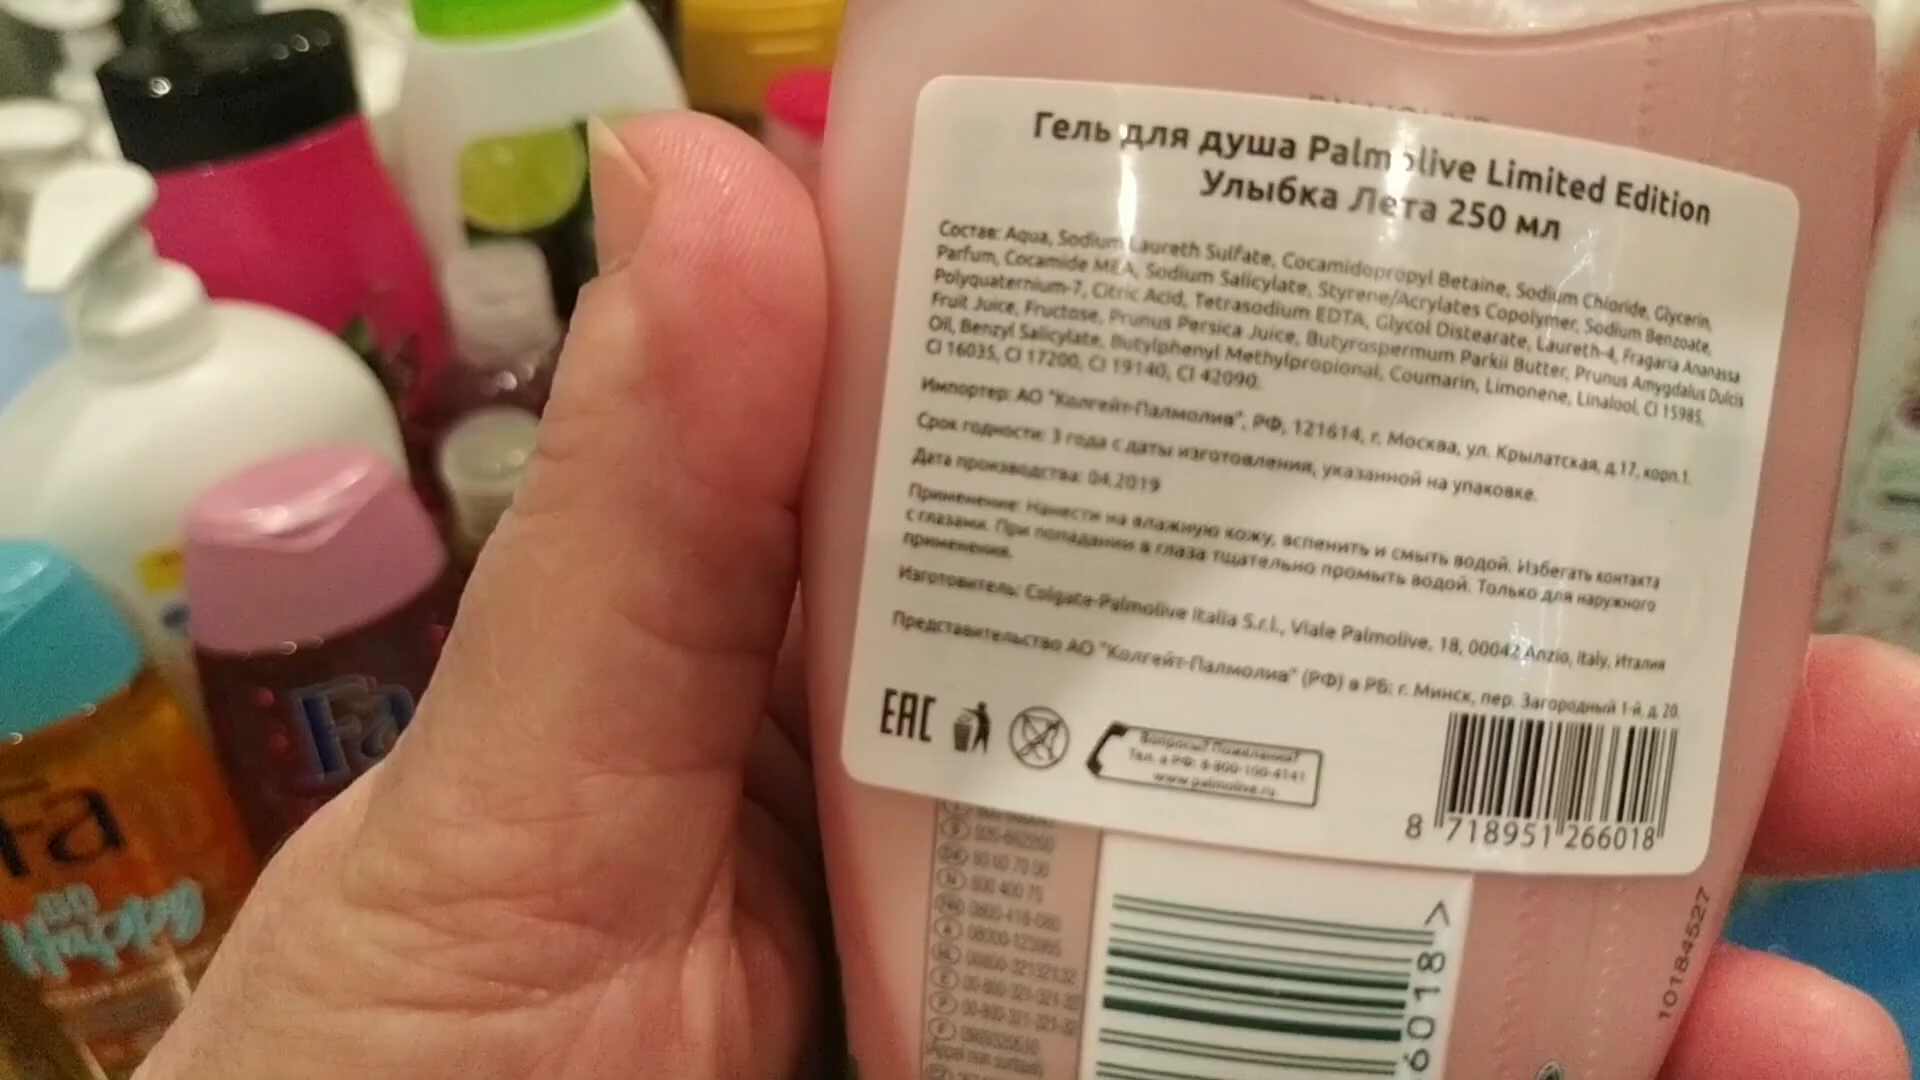 Гель для душа Palmolive Limited Edition
Улыбка Лета 250 мл
Состав: Aqua, Sodium Laureth Sulfate, Cocamidopropyl Betaine, Sodium Chloride, Glycerin,
Parfum, Cocamide MEA, Sodium Salicylate, Styrene/Acrylates Copolymer, Sodium Benzoate,
Polyquaternium-7, Citric Acid, Tetrasodium EDTA, Glycol Distearate, Laureth-4, Fragaria Ananassa
Fruit Juice, Fructose, Prunus Persica Juice, Butyrospermum Parkii Butter, Prunus Amygdalus Dulcis
Oil, Benzyl Salicylate, Butylphenyl Methylpropional, Coumarin, Limonene, Linalool, CI 15985,
CI 16035, CI 17200, CI 19140, CI 42090.
Импортер: АО "Колгейт-Палмолив", РФ, 121614, г. Москва, ул. Крылатская, д.17, корп.1.
Срок годности: 3 года с даты изготовления, указанной на упаковке.
Дата производства: 04.2019
Применение: Нанести на влажную кожу, вспенить и смыть водой. Избегать контакта
с глазами. При попадании в глаза тщательно промыть водой. Только для наружного
применения.
Изготовитель: Colgate-Palmolive Italia S.r.l., Viale Palmolive, 18, 00042 Anzio, Italy, Италия
Представительство АО "Колгейт-Палмолив" (РФ) в РБ: г. Минск, пер. Загородный 1-й, д. 20.
EAC
Вопросы? Пожелания?
Тел. в РФ: 8-800-100-4141
www.palmolive.ru
8 718951 266018
6018 >
10184527
Fa
Fa
GO
Happy